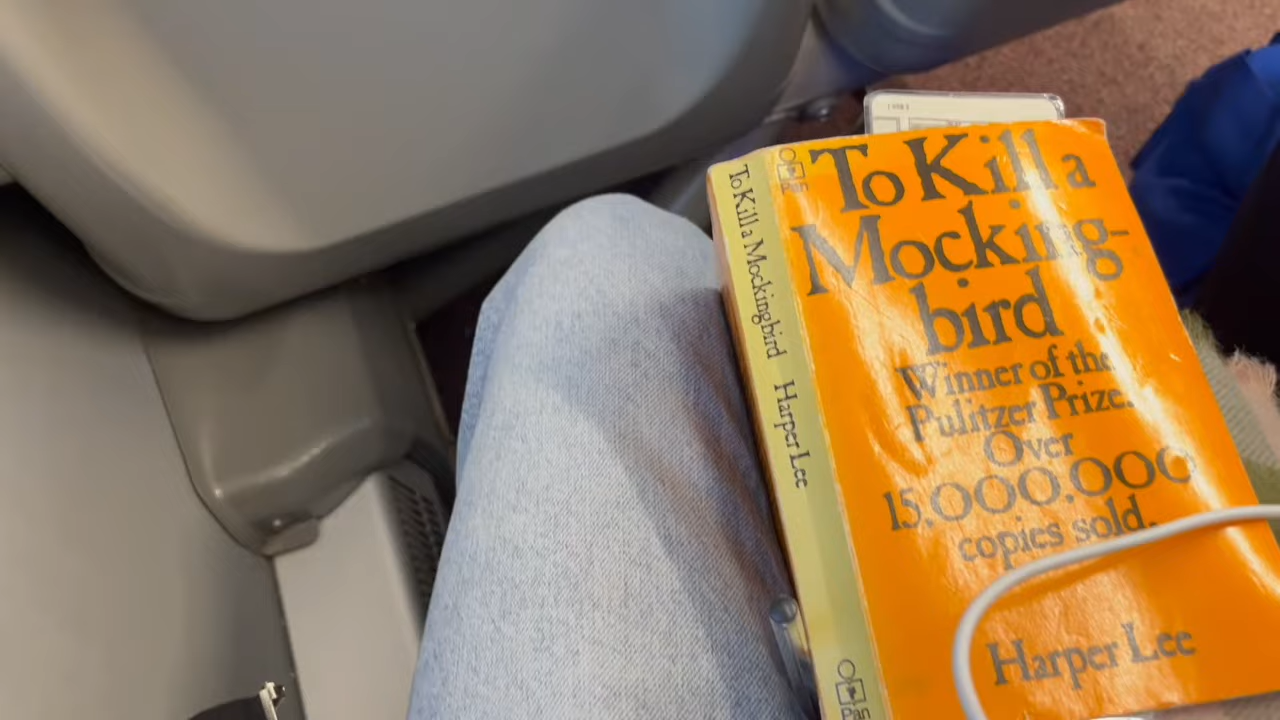 To Kill a
Mocking-
bird
Winner of the
Pulitzer Prize.
Over
15,000,000
copies sold.
Harper Lee
Pan
To Kill a Mockingbird Harper Lee
Pan